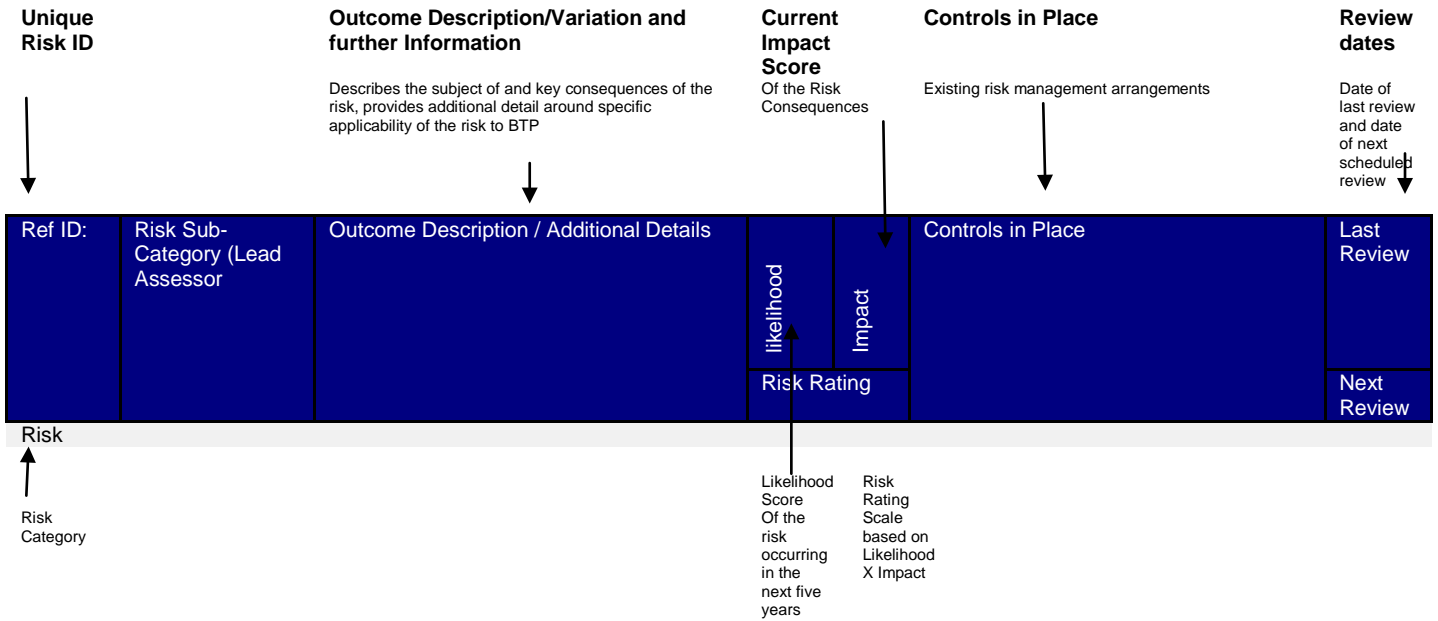 Unique
Risk ID
Outcome Description/Variation and
further Information
Describes the subject of and key consequences of the
risk, provides additional detail around specific
applicability of the risk to BTP
Current
Impact
Score
Of the Risk
Consequences
Controls in Place
Existing risk management arrangements
Review
dates
Date of
last review
and date
of next
scheduled
review
Ref ID:
Risk Sub-
Category (Lead
Assessor
Outcome Description / Additional Details
likelihood
Impact
Risk Rating
Controls in Place
Last
Review
Next
Review
Risk
Risk
Category
Likelihood
Score
Of the
risk
occurring
in the
next five
years
Risk
Rating
Scale
based on
Likelihood
X Impact